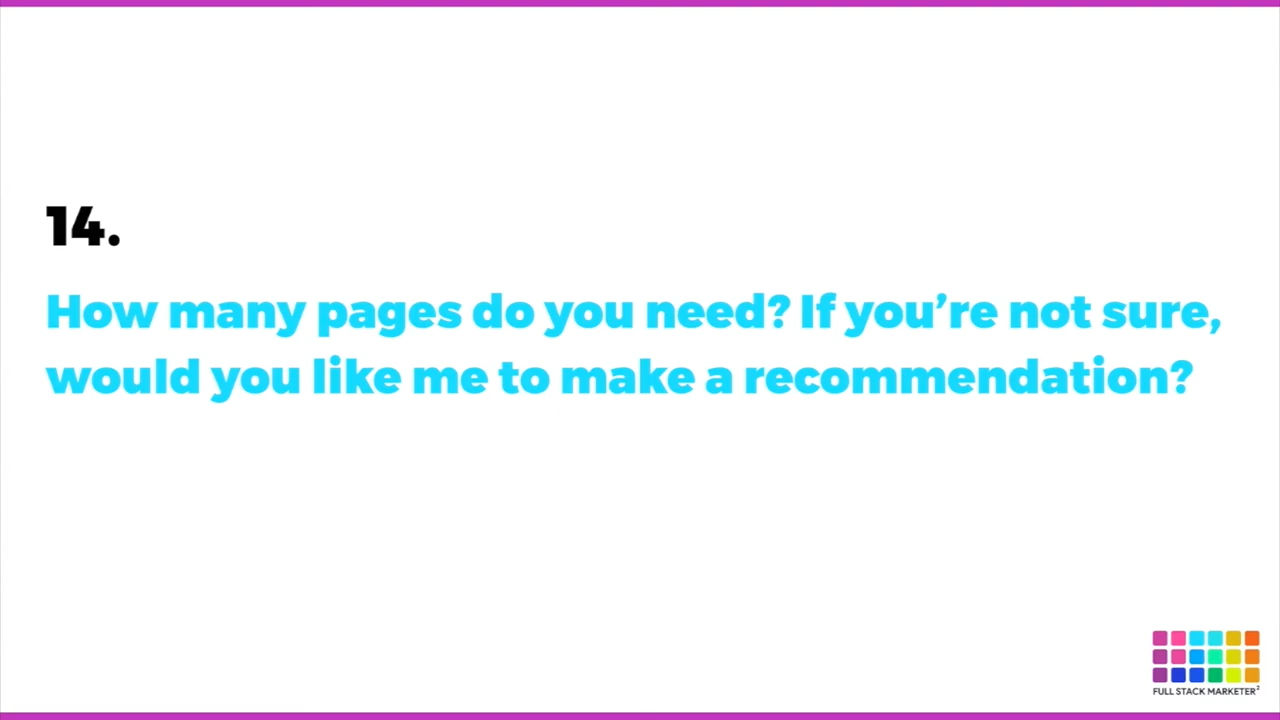 14.
How many pages do you need? If you’re not sure,
would you like me to make a recommendation?
FULL STACK MARKETER²